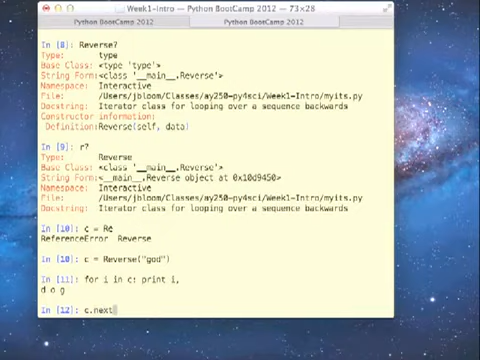 Week1-Intro — Python BootCamp 2012 — 73×28
Python BootCamp 2012
Python BootCamp 2012
In [8]: Reverse?
Type: type
Base Class: <type 'type'>
String Form:<class '__main__.Reverse'>
Namespace: Interactive
File: /Users/jbloom/Classes/ay250-py4sci/Week1-Intro/myits.py
Docstring: Iterator class for looping over a sequence backwards
Constructor information:
Definition:Reverse(self, data)
In [9]: r?
Type: Reverse
Base Class: <class '__main__.Reverse'>
String Form:<__main__.Reverse object at 0x10d9450>
Namespace: Interactive
File: /Users/jbloom/Classes/ay250-py4sci/Week1-Intro/myits.py
Docstring: Iterator class for looping over a sequence backwards
In [10]: c = Re
ReferenceError Reverse
In [10]: c = Reverse("god")
In [11]: for i in c: print i,
d o g
In [12]: c.next